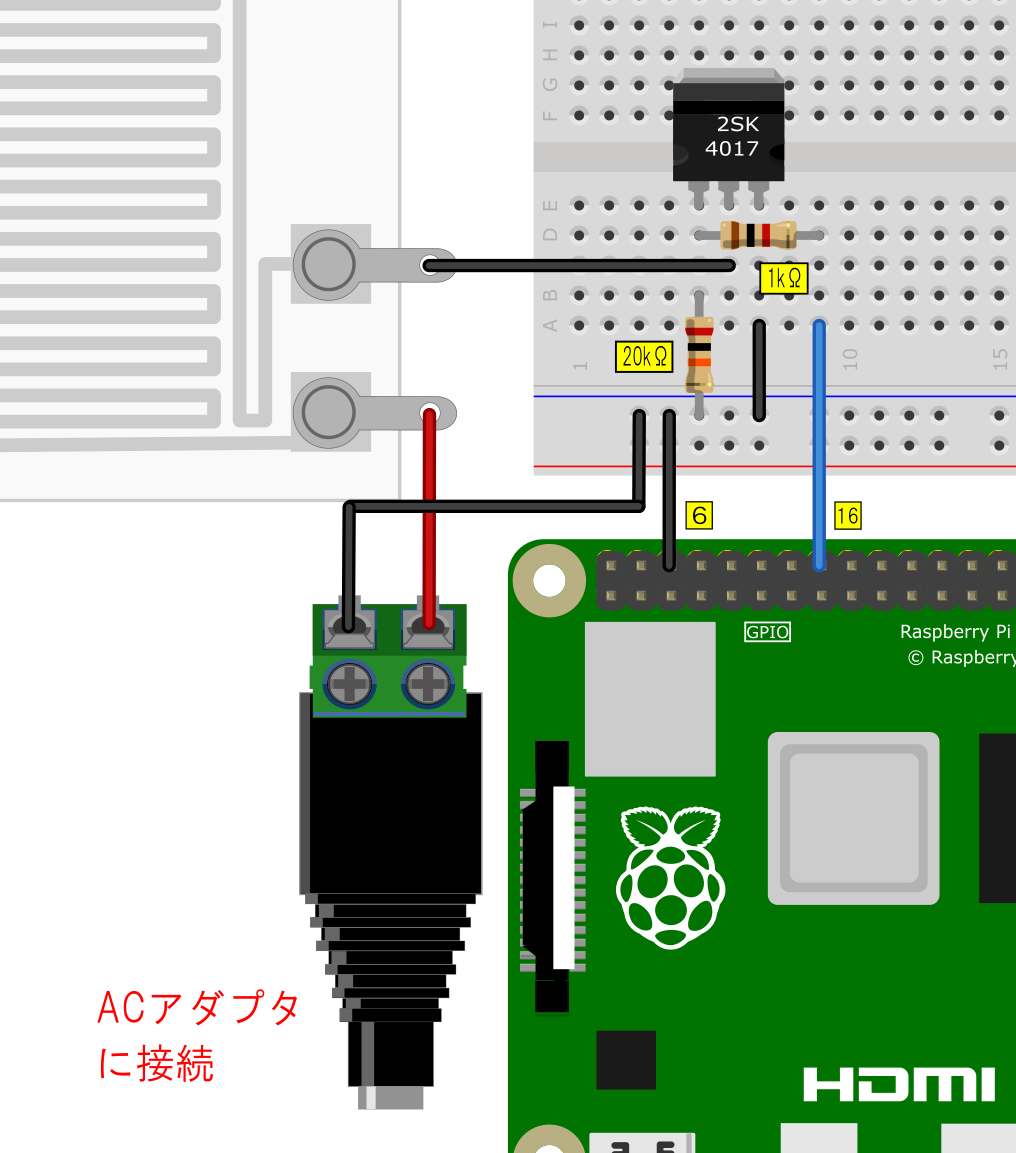 I
H
G
F
2SK
4017
E
D
B
A
1kΩ
20kΩ
1
10
15
6
16
GPIO
Raspberry Pi
© Raspberry
ACアダプタ
に接続
HDMI